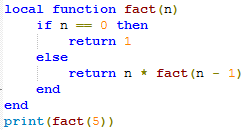 local function fact(n)
    if n == 0 then
        return 1
    else
        return n * fact(n - 1)
    end
end
print(fact(5))